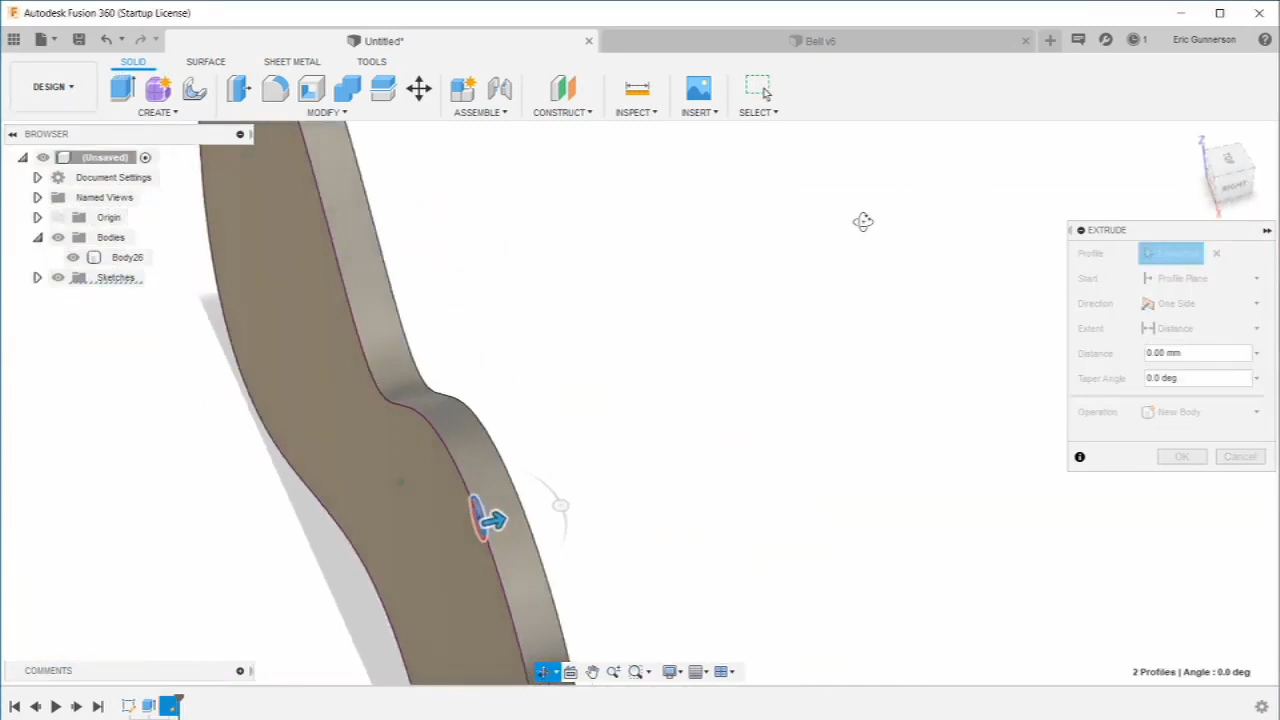 Autodesk Fusion 360 (Startup License)
Untitled*
Bell v6
1
Eric Gunnerson
DESIGN
SOLID
SURFACE
SHEET METAL
TOOLS
CREATE
MODIFY
ASSEMBLE
CONSTRUCT
INSPECT
INSERT
SELECT
BROWSER
(Unsaved)
Document Settings
Named Views
Origin
Bodies
Body26
Sketches
Z
RIGHT
EXTRUDE
Profile
Start
Profile Plane
Direction
One Side
Extent
Distance
Distance
0.00 mm
Taper Angle
0.0 deg
Operation
New Body
OK
Cancel
COMMENTS
2 Profiles | Angle : 0.0 deg